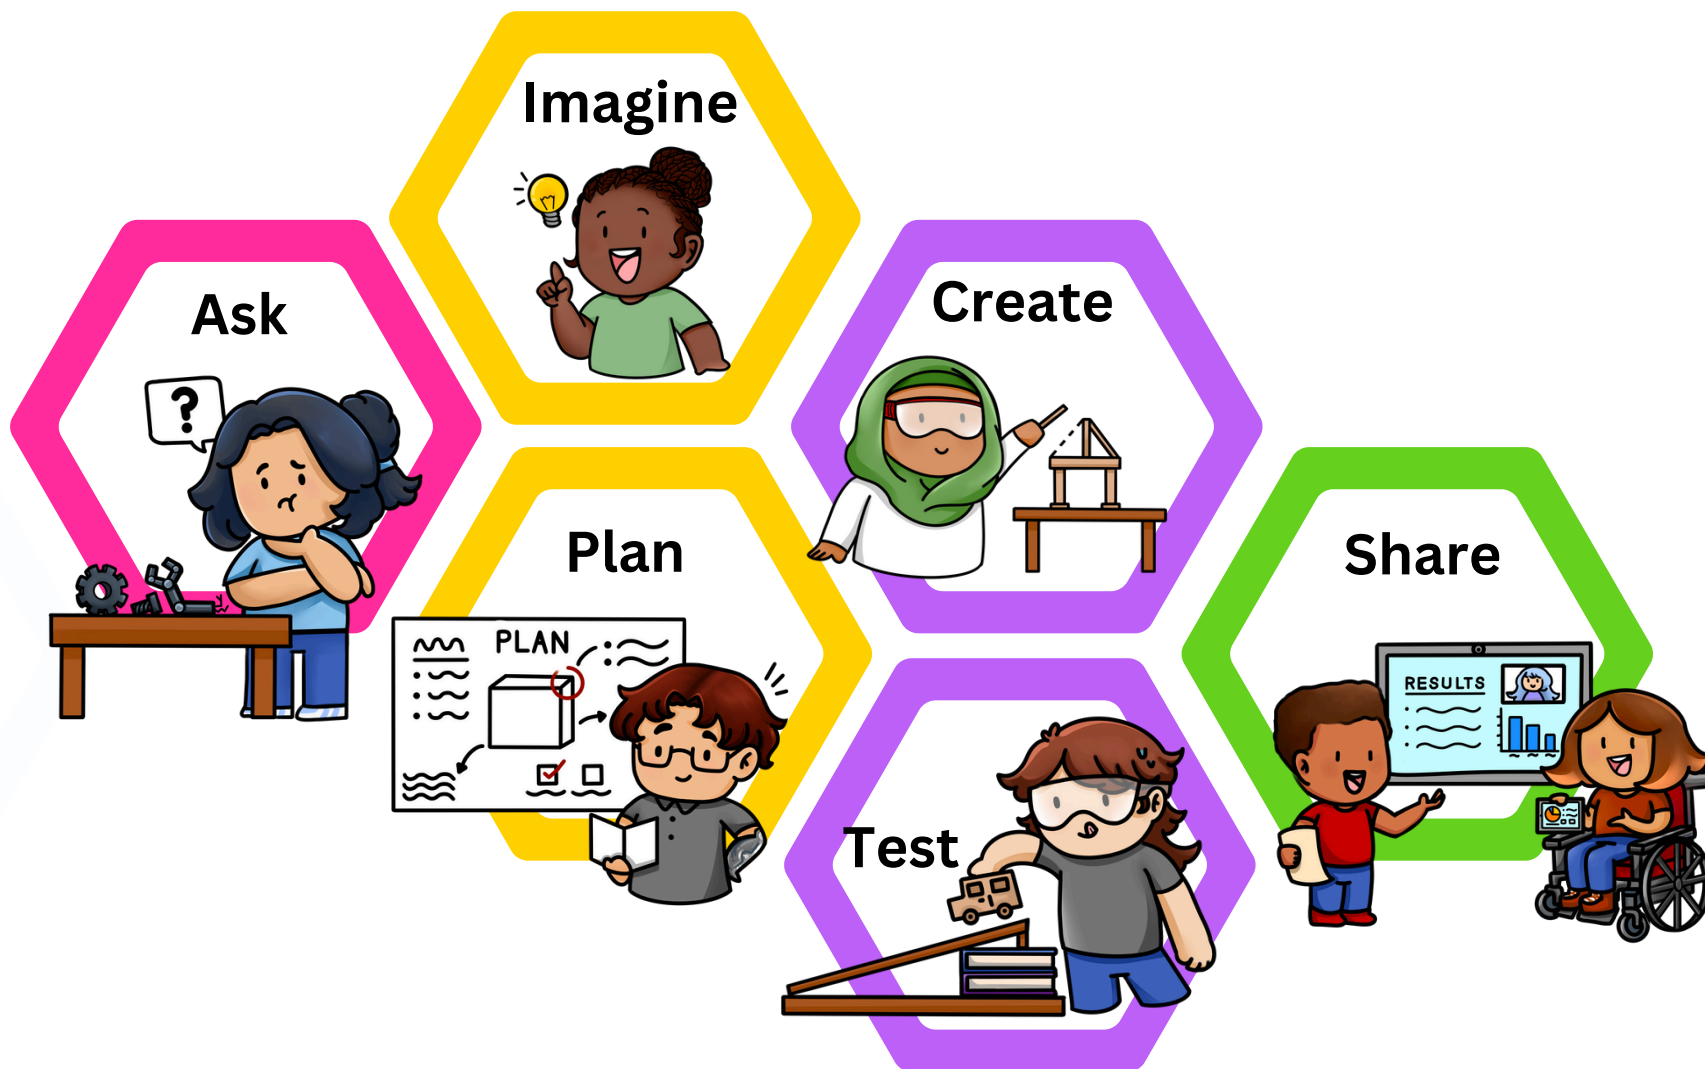 Ask
?
Imagine
Plan
PLAN
Create
Test
Share
RESULTS